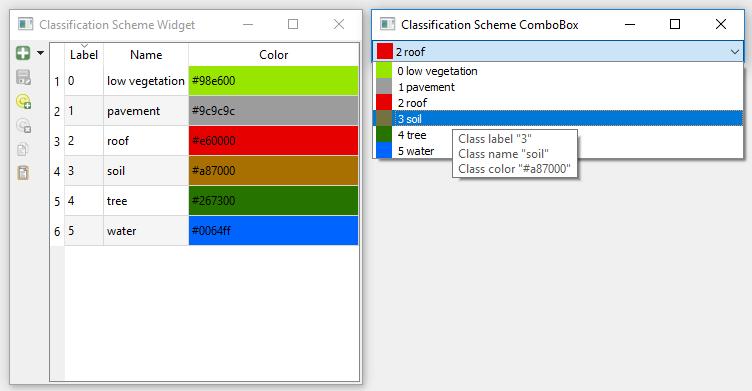 Classification Scheme Widget
Label Name Color
1 0 low vegetation #98e600
2 1 pavement #9c9c9c
3 2 roof #e60000
4 3 soil #a87000
5 4 tree #267300
6 5 water #0064ff
Classification Scheme ComboBox
2 roof
0 low vegetation
1 pavement
2 roof
3 soil
4 tree
5 water
Class label "3"
Class name "soil"
Class color "#a87000"